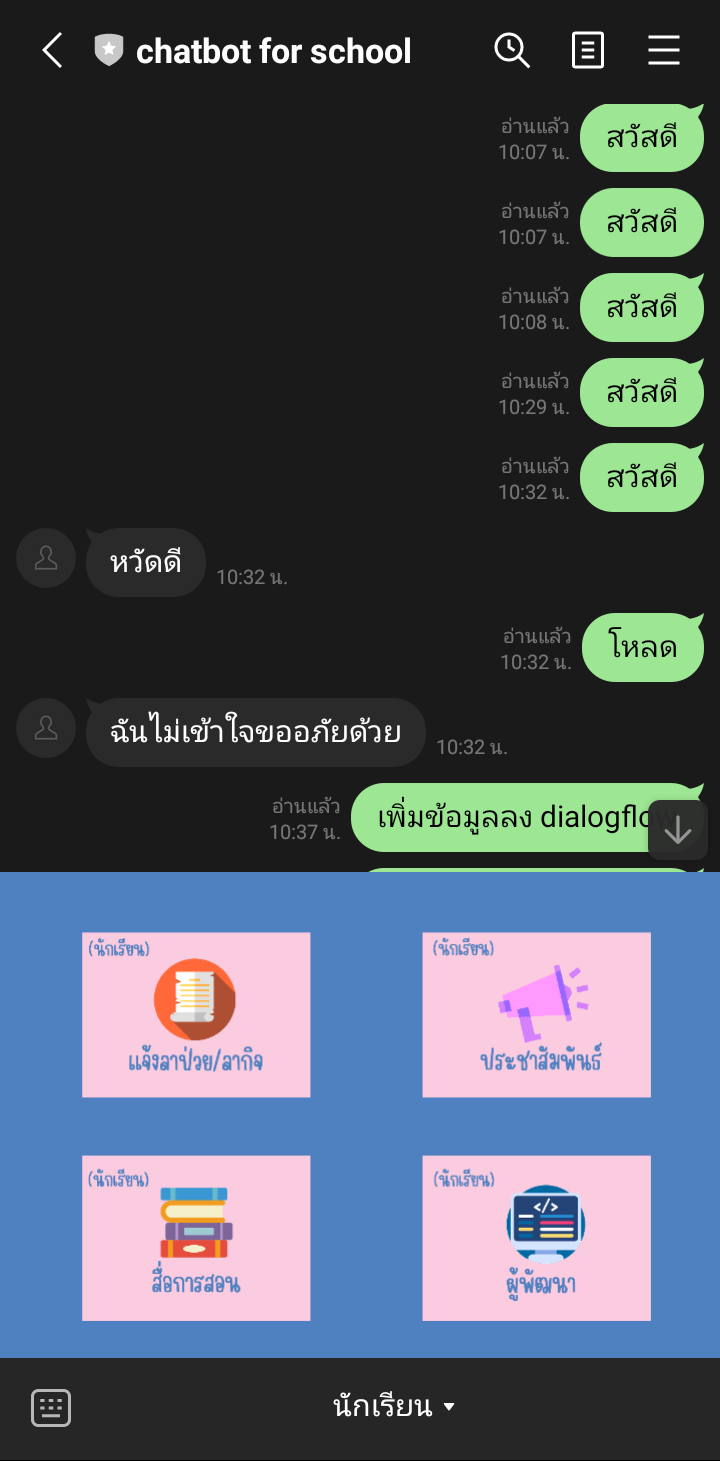 chatbot for school
สวัสดี
อ่านแล้ว
10:07 น.
สวัสดี
อ่านแล้ว
10:07 น.
สวัสดี
อ่านแล้ว
10:08 น.
สวัสดี
อ่านแล้ว
10:29 น.
สวัสดี
อ่านแล้ว
10:32 น.
หวัดดี
10:32 น.
โหลด
อ่านแล้ว
10:32 น.
ฉันไม่เข้าใจขออภัยด้วย
10:32 น.
เพิ่มข้อมูลลง dialogflow
อ่านแล้ว
10:37 น.
(นักเรียน)
แจ้งลาป่วย/ลากิจ
(นักเรียน)
ประชาสัมพันธ์
(นักเรียน)
สื่อการสอน
(นักเรียน)
</>
ผู้พัฒนา
นักเรียน